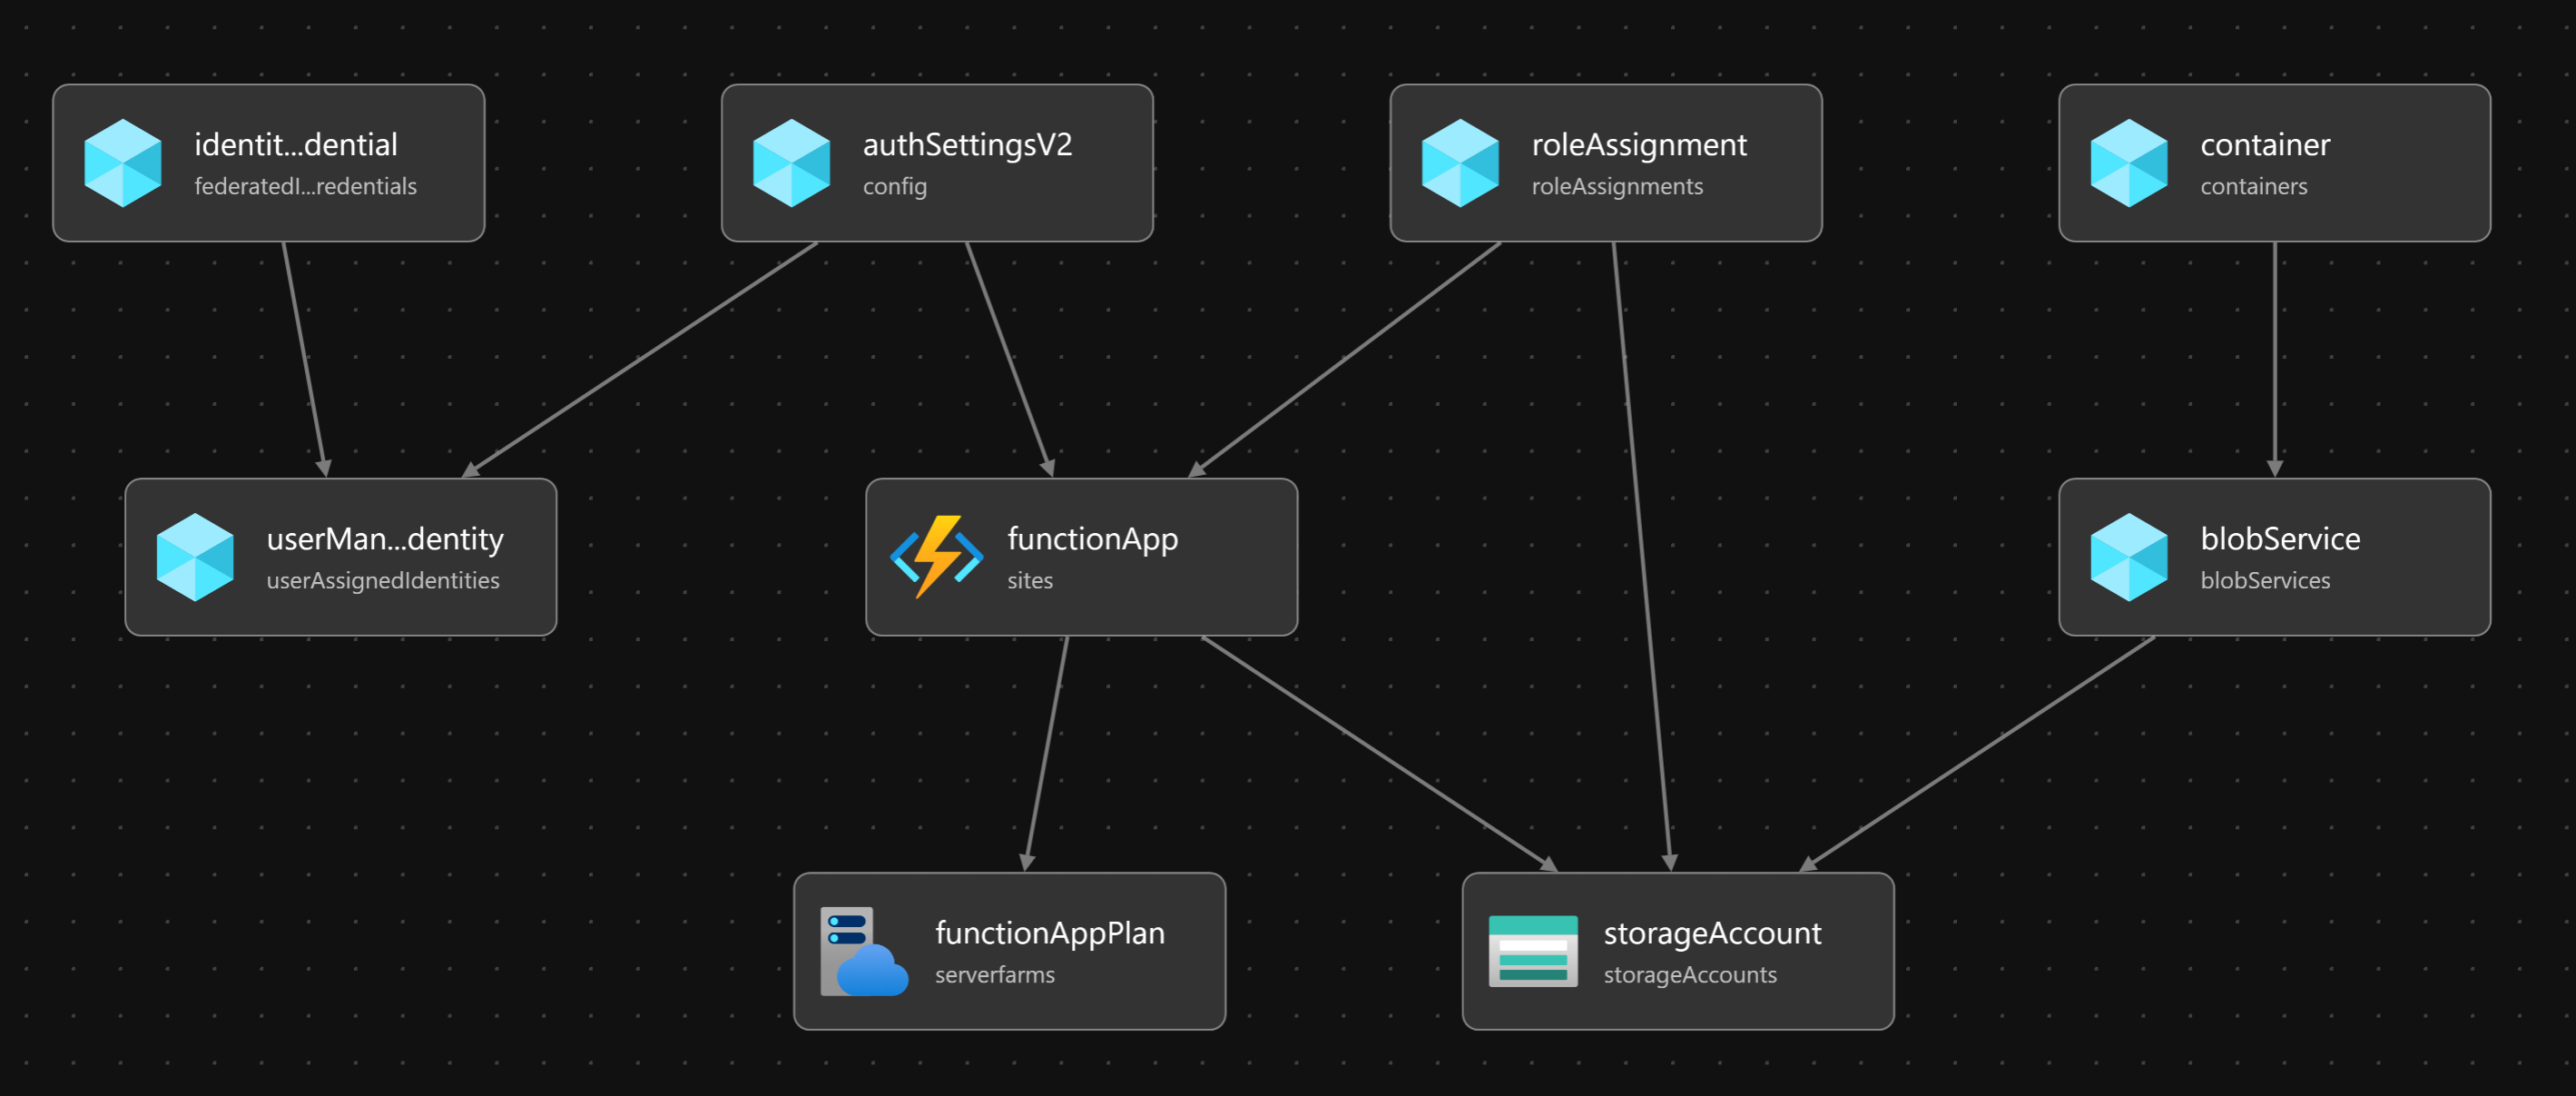 identit...dential
federatedI...redentials
authSettingsV2
config
roleAssignment
roleAssignments
container
containers
userMan...dentity
userAssignedIdentities
functionApp
sites
blobService
blobServices
functionAppPlan
serverfarms
storageAccount
storageAccounts